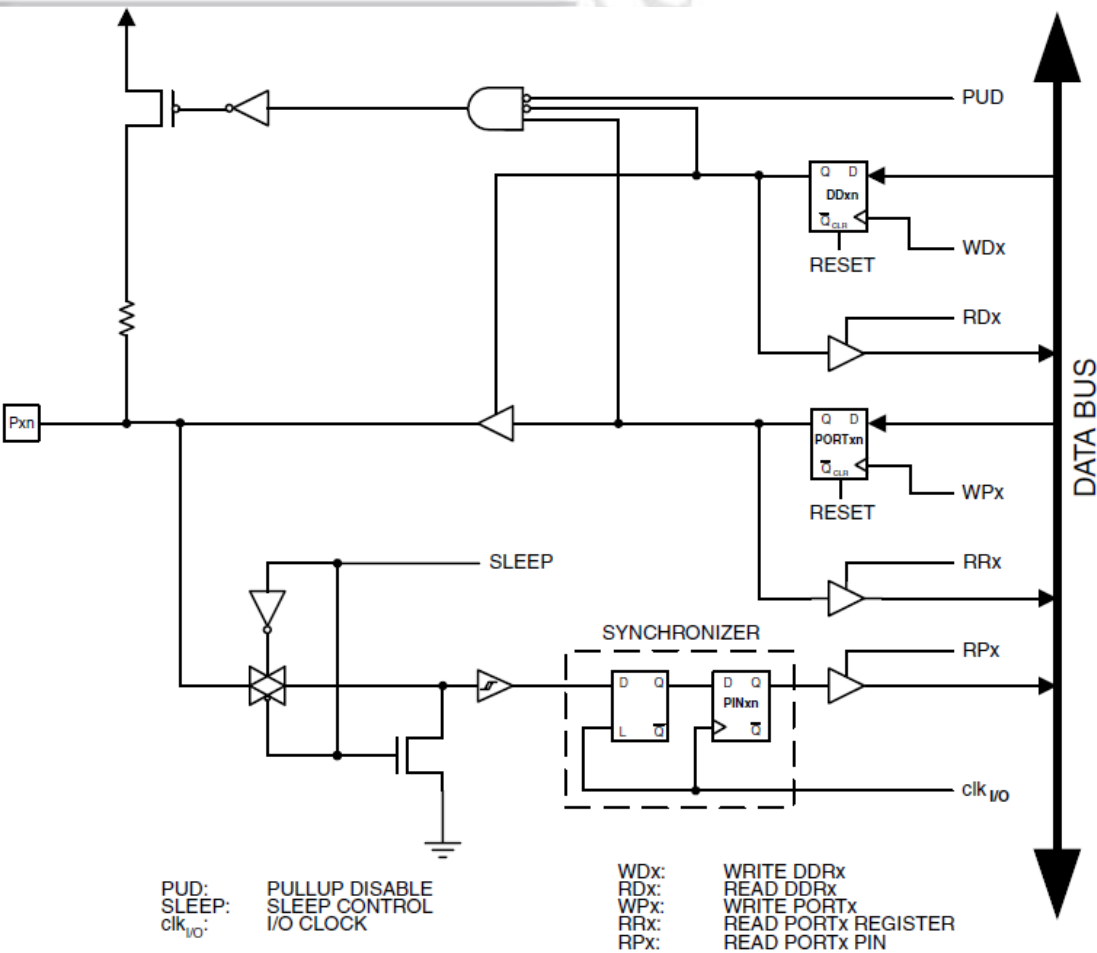 PUD
Q D
DDxn
Q CLR
WDx
RESET
RDx
Pxn
Q D
PORTxn
Q CLR
WPx
RESET
DATA BUS
SLEEP
RRx
SYNCHRONIZER
RPx
D Q
D Q
PINxn
L Q
Q
clk I/O
PUD: PULLUP DISABLE
SLEEP: SLEEP CONTROL
clkI/O: I/O CLOCK
WDx: WRITE DDRx
RDx: READ DDRx
WPx: WRITE PORTx
RRx: READ PORTx REGISTER
RPx: READ PORTx PIN